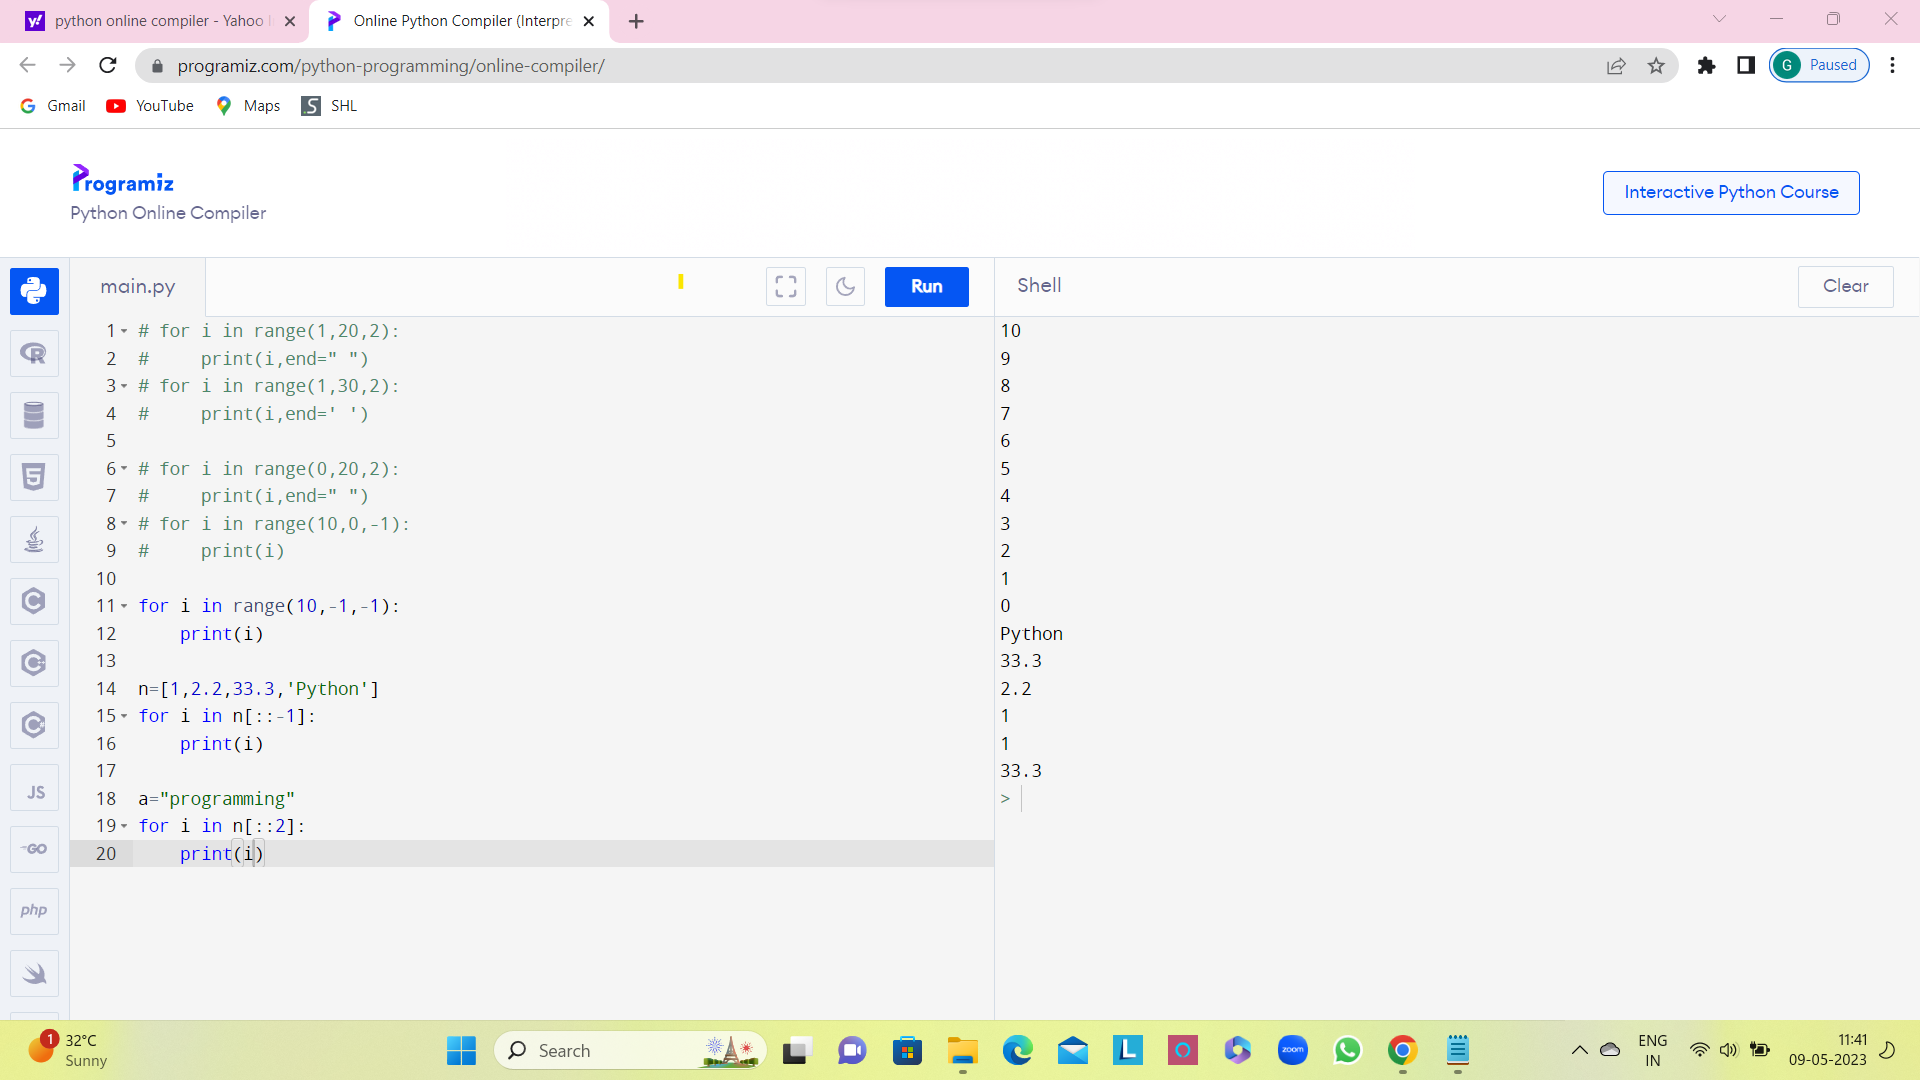 python online compiler - Yahoo
Online Python Compiler (Interpre
programiz.com/python-programming/online-compiler/
G Paused
Gmail
YouTube
Maps
SHL
Programiz
Python Online Compiler
Interactive Python Course
main.py
Run
Shell
Clear
1 # for i in range(1,20,2):
2 #     print(i,end=" ")
3 # for i in range(1,30,2):
4 #     print(i,end=' ')
5
6 # for i in range(0,20,2):
7 #     print(i,end=" ")
8 # for i in range(10,0,-1):
9 #     print(i)
10
11 for i in range(10,-1,-1):
12     print(i)
13
14 n=[1,2.2,33.3,'Python']
15 for i in n[::-1]:
16     print(i)
17
18 a="programming"
19 for i in n[::2]:
20     print(i)
10
9
8
7
6
5
4
3
2
1
0
Python
33.3
2.2
1
1
33.3
>
JS
GO
php
1
32°C
Sunny
Search
zoom
ENG
IN
11:41
09-05-2023